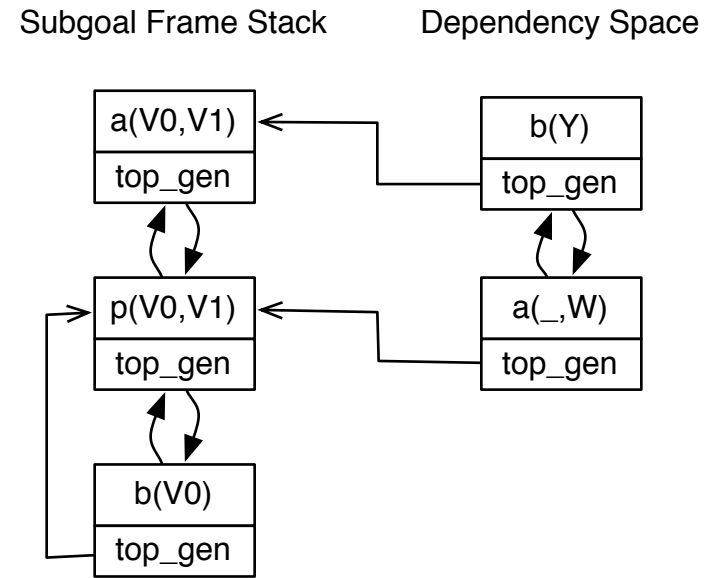 Subgoal Frame Stack
Dependency Space
a(V0,V1)
top_gen
b(Y)
top_gen
p(V0,V1)
top_gen
a(_,W)
top_gen
b(V0)
top_gen